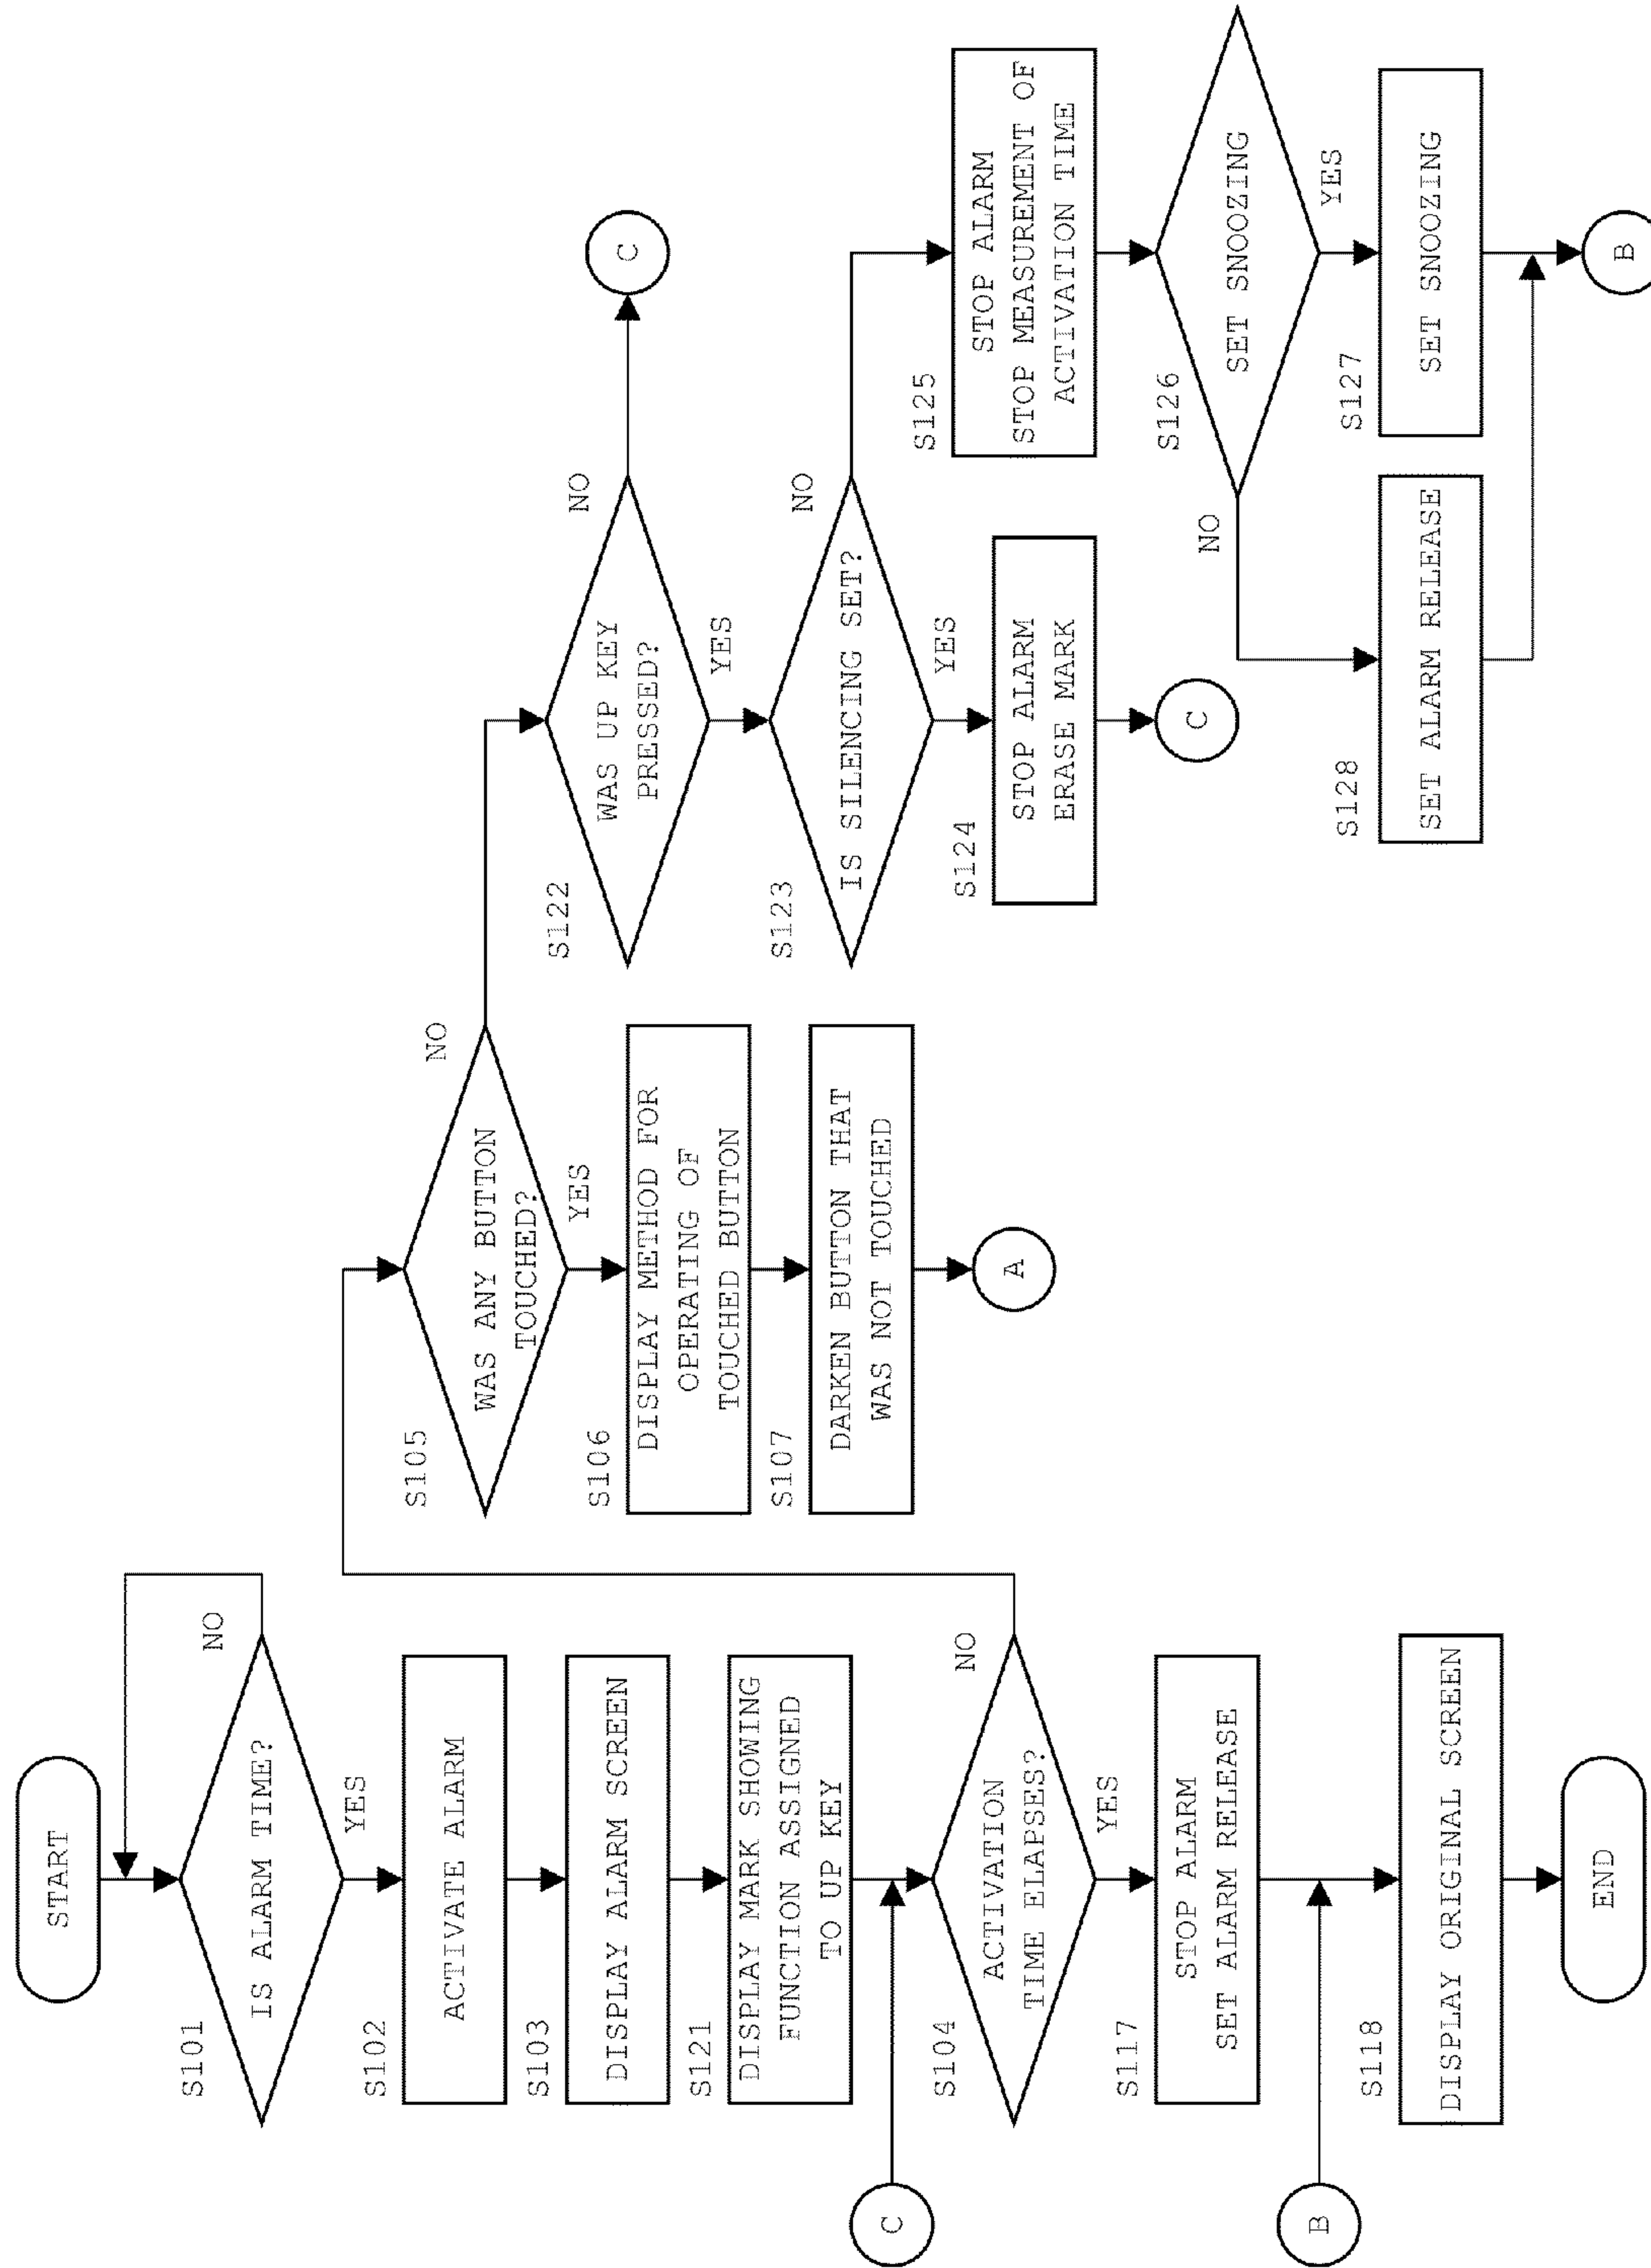 START
S101
IS ALARM TIME?
NO
YES
S102
ACTIVATE ALARM
S103
DISPLAY ALARM SCREEN
S121
DISPLAY MARK SHOWING
FUNCTION ASSIGNED
TO UP KEY
C
S104
ACTIVATION
TIME ELAPSES?
NO
YES
S117
STOP ALARM
SET ALARM RELEASE
B
S118
DISPLAY ORIGINAL SCREEN
END
S105
WAS ANY BUTTON
TOUCHED?
NO
YES
S106
DISPLAY METHOD FOR
OPERATING OF
TOUCHED BUTTON
S107
DARKEN BUTTON THAT
WAS NOT TOUCHED
A
S122
WAS UP KEY
PRESSED?
NO
C
YES
S123
IS SILENCING SET?
NO
YES
S124
STOP ALARM
ERASE MARK
C
S125
STOP ALARM
STOP MEASUREMENT OF
ACTIVATION TIME
S126
SET SNOOZING
NO
YES
S127
SET SNOOZING
S128
SET ALARM RELEASE
B